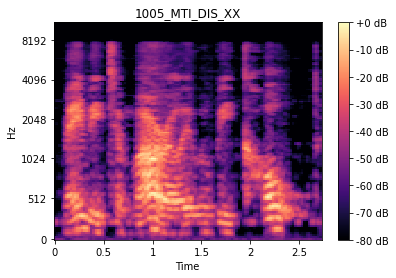 1005_MTI_DIS_XX
8192
4096
2048
1024
512
0
Hz
0
0.5
1
1.5
2
2.5
Time
+0 dB
-10 dB
-20 dB
-30 dB
-40 dB
-50 dB
-60 dB
-70 dB
-80 dB